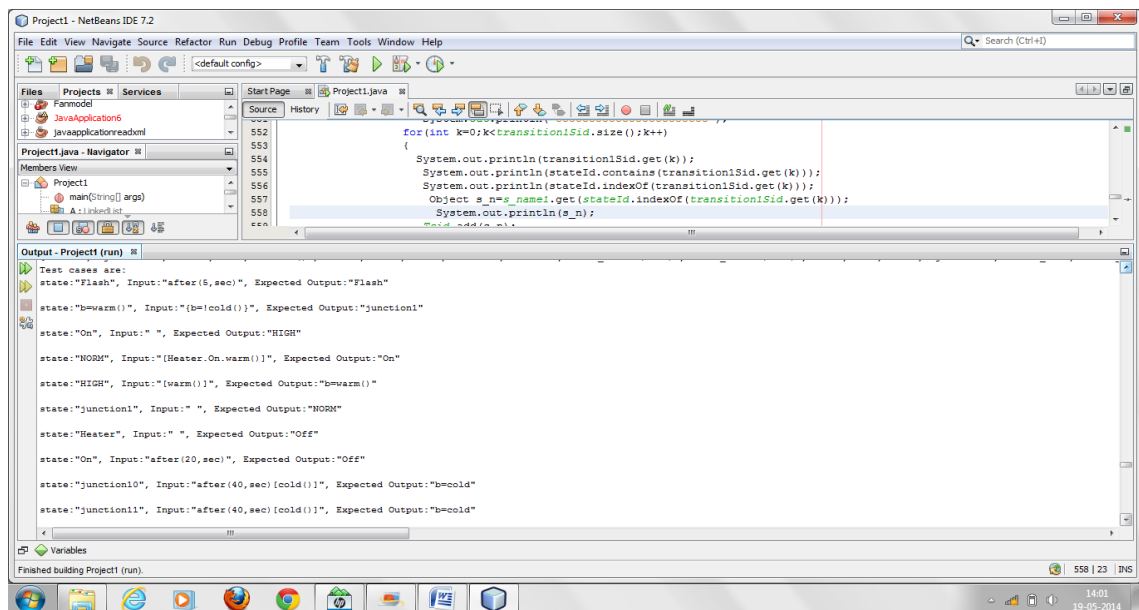 Project1 - NetBeans IDE 7.2
File Edit View Navigate Source Refactor Run Debug Profile Team Tools Window Help
Search (Ctrl+I)
<default config>
Files Projects Services
Start Page Project1.java
Fanmodel
JavaApplication6
javaapplicationreadxml
Source History
552 for(int k=0;k<transition1Sid.size();k++)
553 {
554 System.out.println(transition1Sid.get(k));
555 System.out.println(stateId.contains(transition1Sid.get(k)));
556 System.out.println(stateId.indexOf(transition1Sid.get(k)));
557 Object s_n=s_name1.get(stateId.indexOf(transition1Sid.get(k)));
558 System.out.println(s_n);
Project1.java - Navigator
Members View
Project1
main(String[] args)
A : LinkedList
Output - Project1 (run)
Test cases are:
state:"Flash", Input:"after(5,sec)", Expected Output:"Flash"
state:"b=warm()", Input:"{b=!cold()}", Expected Output:"junction1"
state:"On", Input:" ", Expected Output:"HIGH"
state:"NORM", Input:"[Heater.On.warm()]", Expected Output:"On"
state:"HIGH", Input:"[warm()]", Expected Output:"b=warm()"
state:"junction1", Input:" ", Expected Output:"NORM"
state:"Heater", Input:" ", Expected Output:"Off"
state:"On", Input:"after(20,sec)", Expected Output:"Off"
state:"junction10", Input:"after(40,sec)[cold()]", Expected Output:"b=cold"
state:"junction11", Input:"after(40,sec)[cold()]", Expected Output:"b=cold"
Variables
Finished building Project1 (run).
558 | 23 INS
14:01
19-05-2014